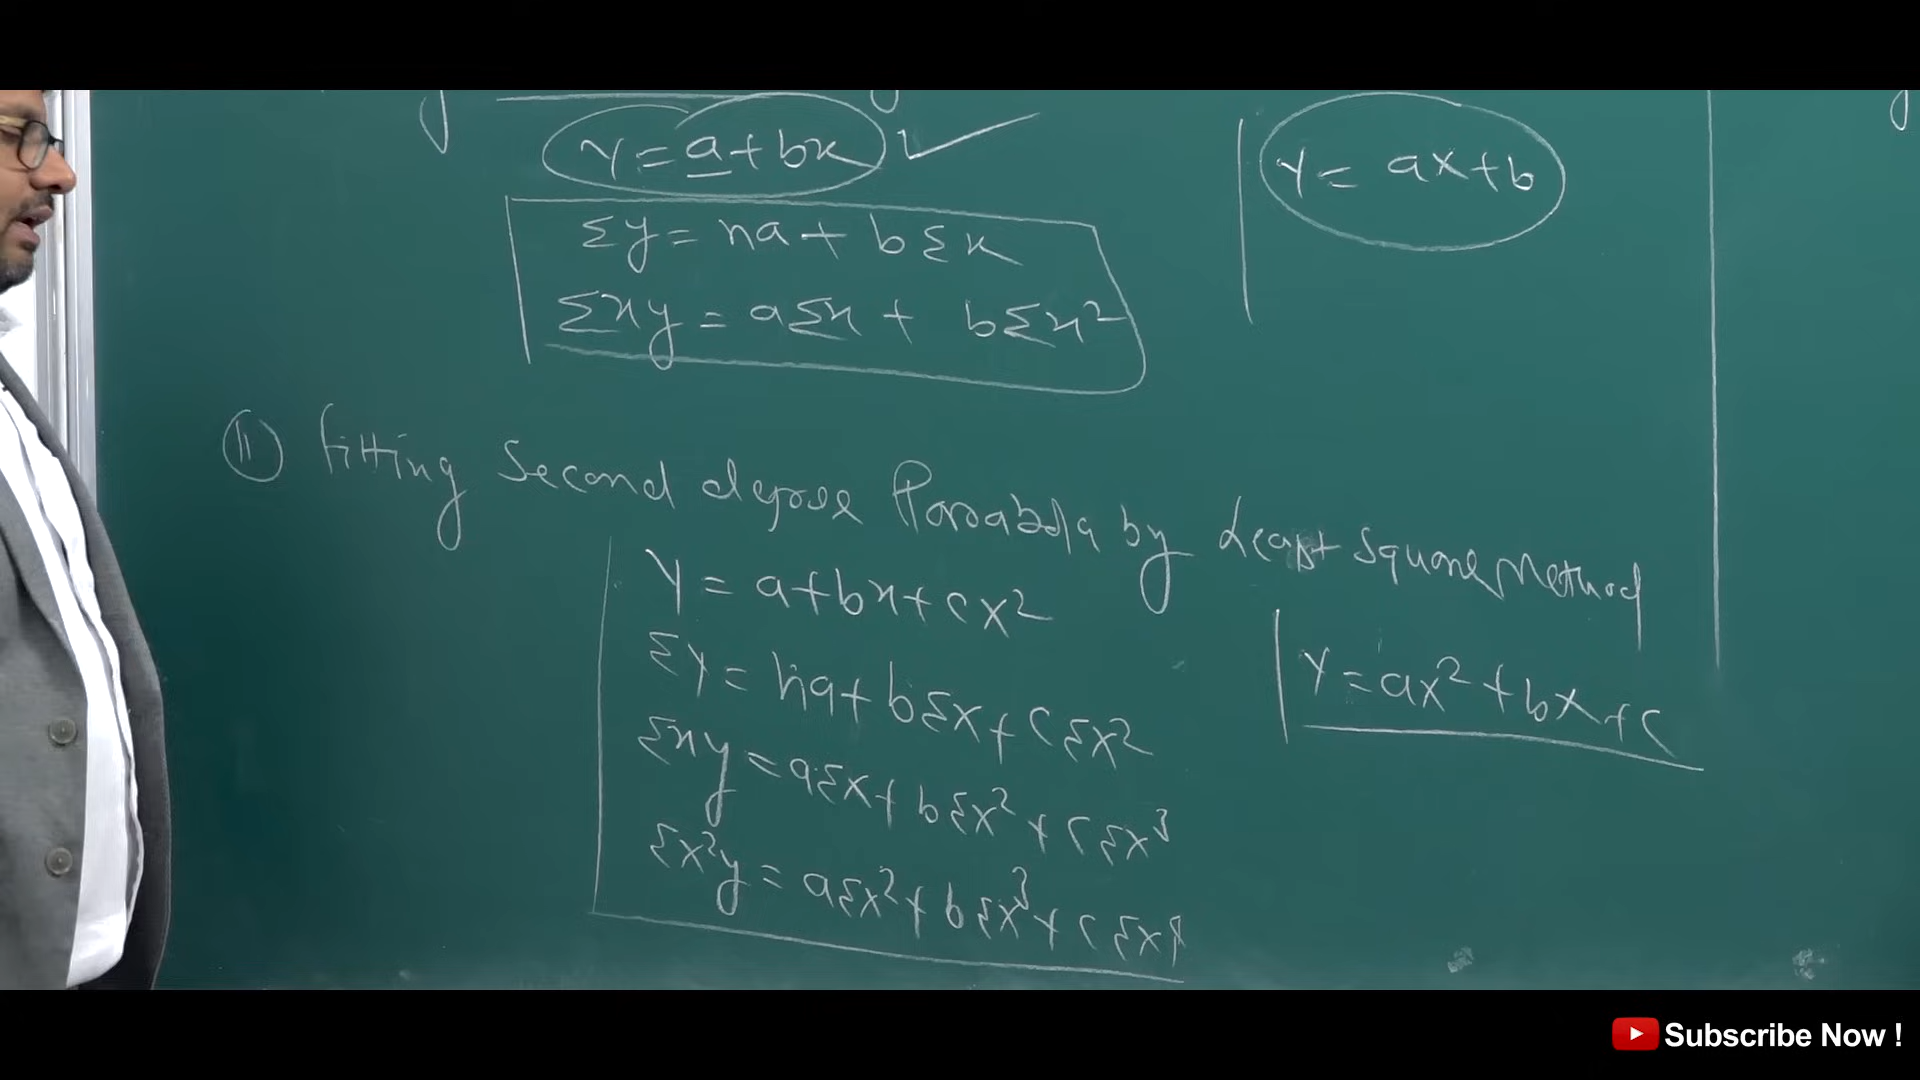 Y = a + bx
Y = ax + b
Σy = na + bΣx
Σxy = aΣx + bΣx²
(II) Fitting Second degree Parabola by Least Square Method
Y = a + bx + cx²
Σy = na + bΣx + cΣx²
Σxy = aΣx + bΣx² + cΣx³
Σx²y = aΣx² + bΣx³ + cΣx⁴
Y = ax² + bx + c
Subscribe Now !